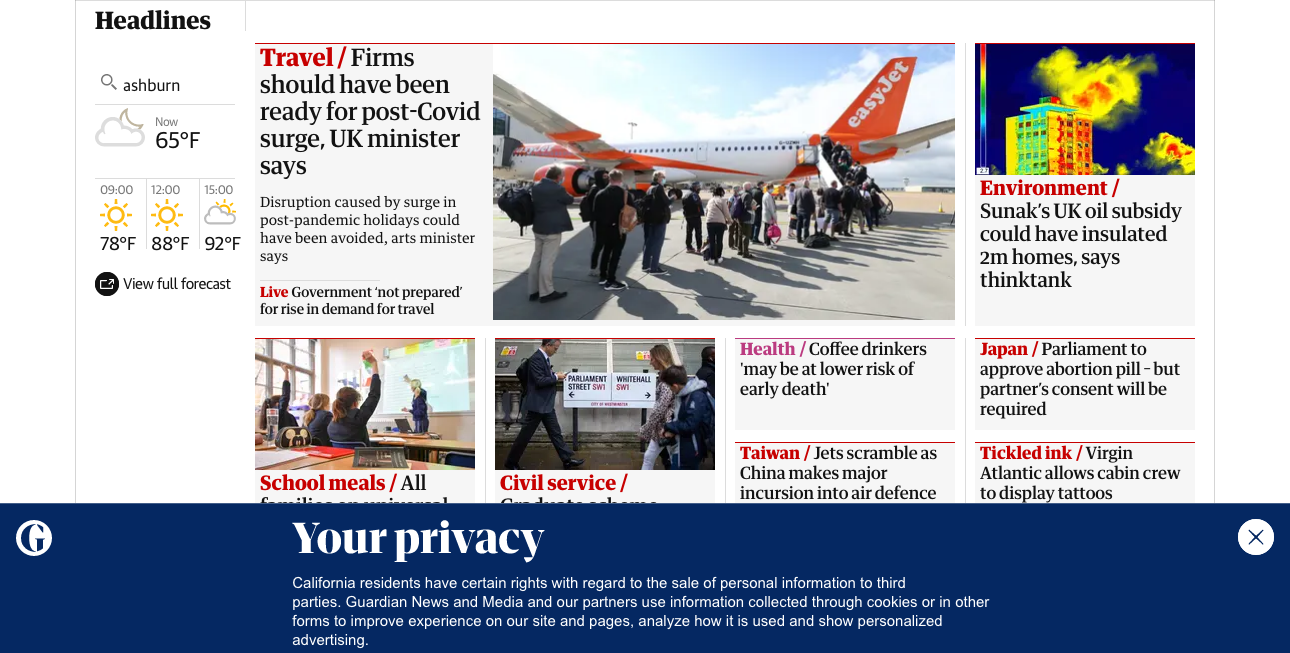 Headlines
ashburn
Now
65°F
09:00
12:00
15:00
78°F
88°F
92°F
View full forecast
Travel / Firms
should have been
ready for post-Covid
surge, UK minister
says
Disruption caused by surge in
post-pandemic holidays could
have been avoided, arts minister
says
Live Government ‘not prepared’
for rise in demand for travel
easyJet
Environment /
Sunak’s UK oil subsidy
could have insulated
2m homes, says
thinktank
School meals / All
PARLIAMENT
STREET SW1
WHITEHALL
SW1
CITY OF WESTMINSTER
Civil service /
Health / Coffee drinkers
'may be at lower risk of
early death'
Japan / Parliament to
approve abortion pill – but
partner’s consent will be
required
Taiwan / Jets scramble as
China makes major
incursion into air defence
Tickled ink / Virgin
Atlantic allows cabin crew
to display tattoos
Your privacy
California residents have certain rights with regard to the sale of personal information to third
parties. Guardian News and Media and our partners use information collected through cookies or in other
forms to improve experience on our site and pages, analyze how it is used and show personalized
advertising.